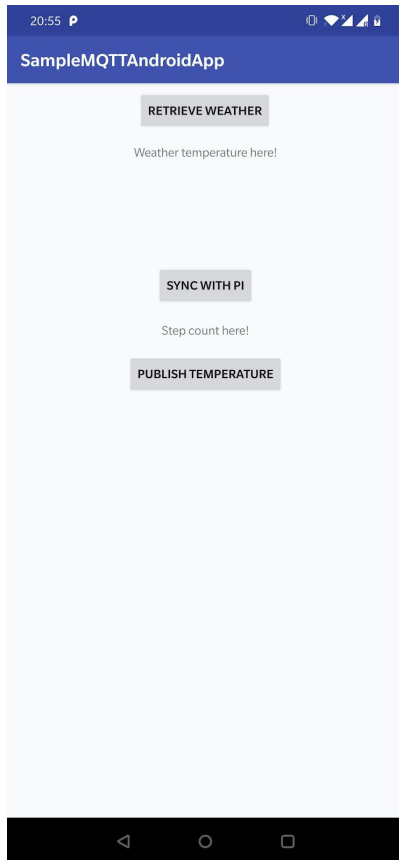 20:55
SampleMQTTAndroidApp
RETRIEVE WEATHER
Weather temperature here!
SYNC WITH PI
Step count here!
PUBLISH TEMPERATURE